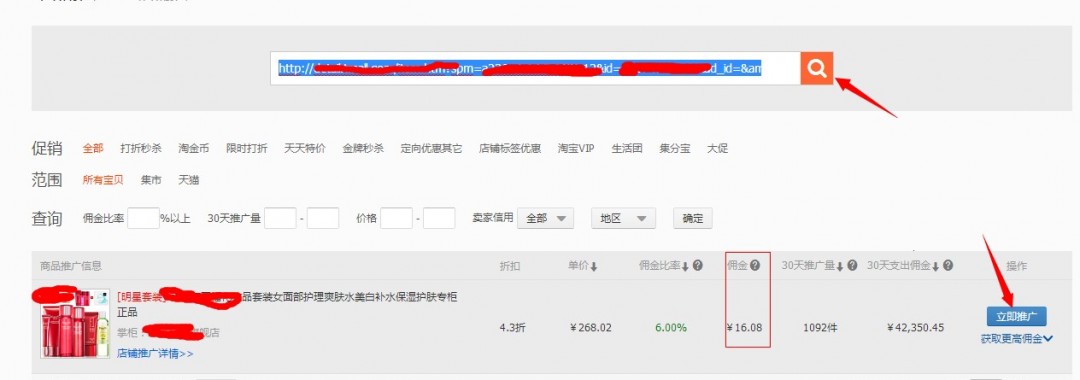 http://
spm=
&id=
d_id=&am
促销 全部 打折秒杀 淘金币 限时打折 天天特价 金牌秒杀 定向优惠其它 店铺标签优惠 淘宝VIP 生活团 集分宝 大促
范围 所有宝贝 集市 天猫
查询 佣金比率 %以上 30天推广量 - 价格 - 卖家信用 全部 地区 确定
商品推广信息 折扣 单价 佣金比率 佣金 30天推广量 30天支出佣金 操作
[明星套装] 品套装女面部护理爽肤水美白补水保湿护肤专柜
正品
掌柜： 旗舰店
店铺推广详情>>
4.3折 ¥268.02 6.00% ¥16.08 1092件 ¥42,350.45
立即推广
获取更高佣金